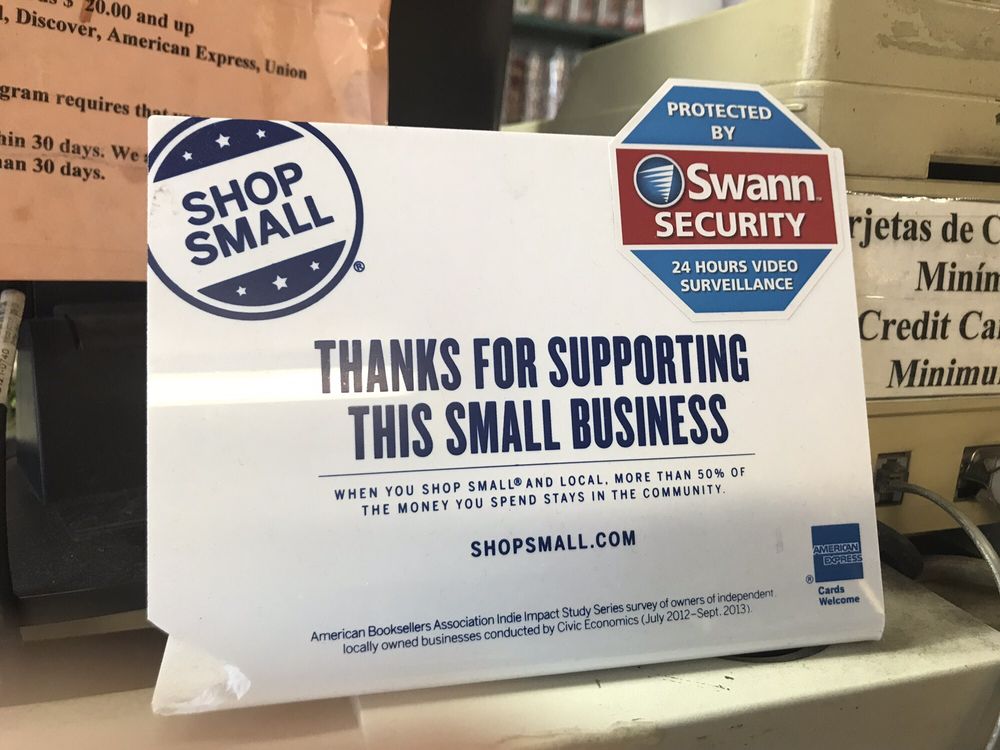 $ 20.00 and up
, Discover, American Express, Union
gram requires
hin 30 days. We
an 30 days.
SHOP
SMALL
®
PROTECTED
BY
Swann
SECURITY
24 HOURS VIDEO
SURVEILLANCE
THANKS FOR SUPPORTING
THIS SMALL BUSINESS
WHEN YOU SHOP SMALL® AND LOCAL, MORE THAN 50% OF
THE MONEY YOU SPEND STAYS IN THE COMMUNITY.
SHOPSMALL.COM
AMERICAN
EXPRESS
®
Cards
Welcome
American Booksellers Association Indie Impact Study Series survey of owners of independent
locally owned businesses conducted by Civic Economics (July 2012–Sept. 2013).
rjetas de C
Minim
Credit Ca
Minimu